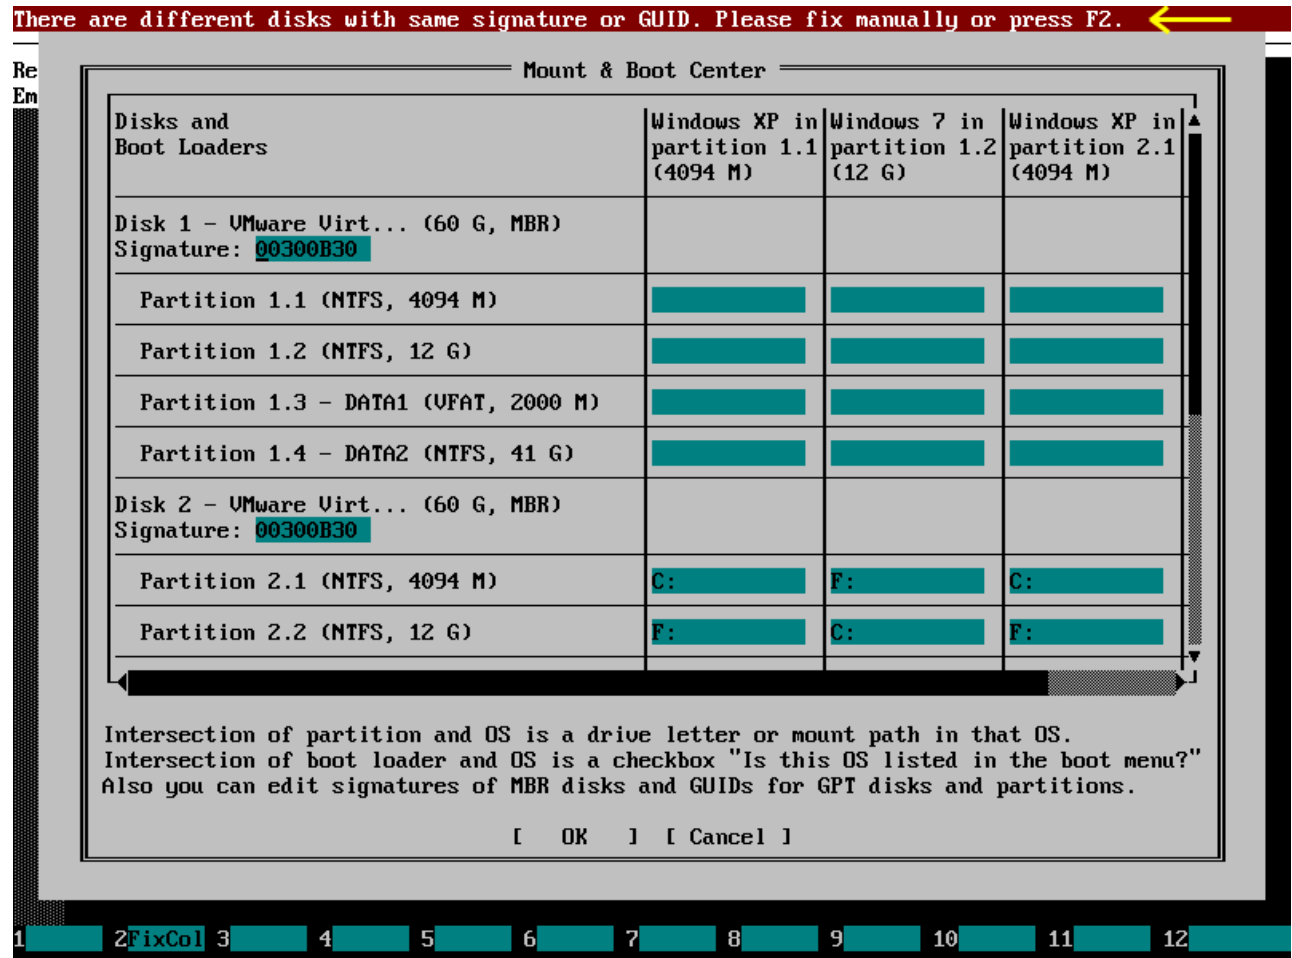 There are different disks with same signature or GUID. Please fix manually or press F2.
Re
Em
Mount & Boot Center
Disks and
Boot Loaders
Windows XP in
partition 1.1
(4094 M)
Windows 7 in
partition 1.2
(12 G)
Windows XP in
partition 2.1
(4094 M)
Disk 1 – VMware Virt... (60 G, MBR)
Signature: 00300B30
Partition 1.1 (NTFS, 4094 M)
Partition 1.2 (NTFS, 12 G)
Partition 1.3 – DATA1 (VFAT, 2000 M)
Partition 1.4 – DATA2 (NTFS, 41 G)
Disk 2 – VMware Virt... (60 G, MBR)
Signature: 00300B30
Partition 2.1 (NTFS, 4094 M) C: F: C:
Partition 2.2 (NTFS, 12 G) F: C: F:
Intersection of partition and OS is a drive letter or mount path in that OS.
Intersection of boot loader and OS is a checkbox "Is this OS listed in the boot menu?"
Also you can edit signatures of MBR disks and GUIDs for GPT disks and partitions.
[ OK ] [ Cancel ]
1 2FixCol 3 4 5 6 7 8 9 10 11 12